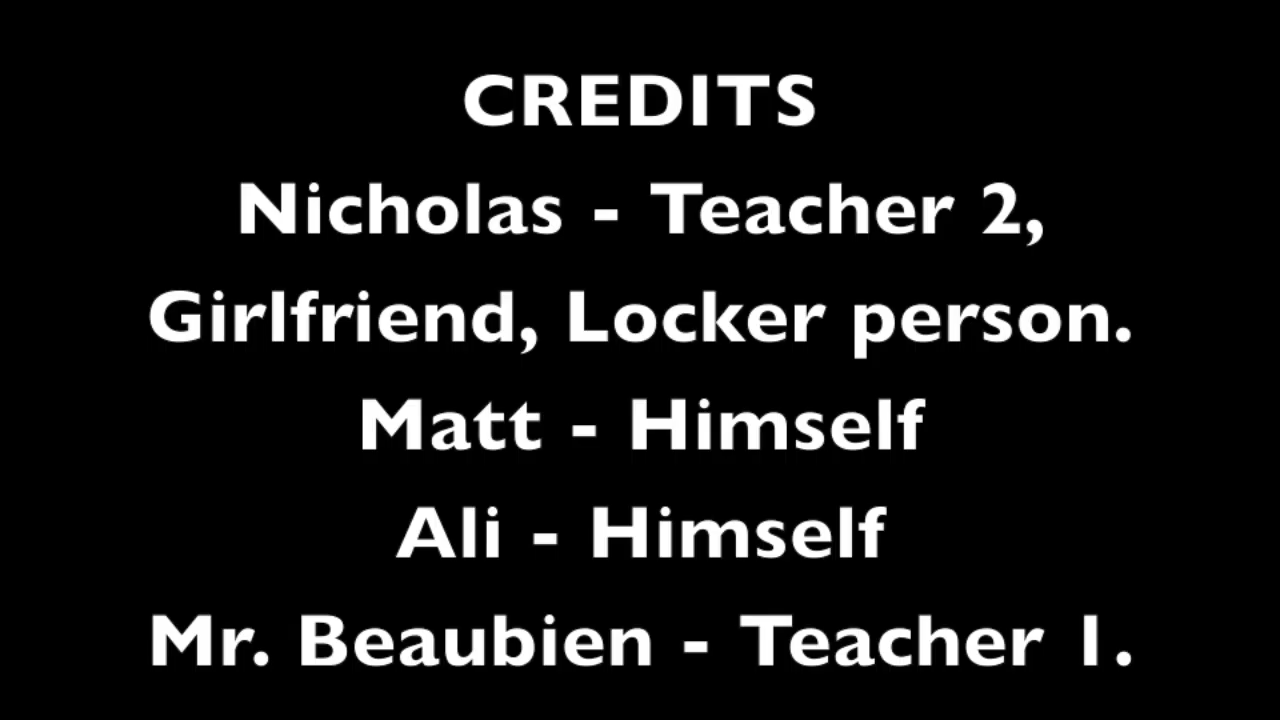 CREDITS
Nicholas - Teacher 2,
Girlfriend, Locker person.
Matt - Himself
Ali - Himself
Mr. Beaubien - Teacher 1.